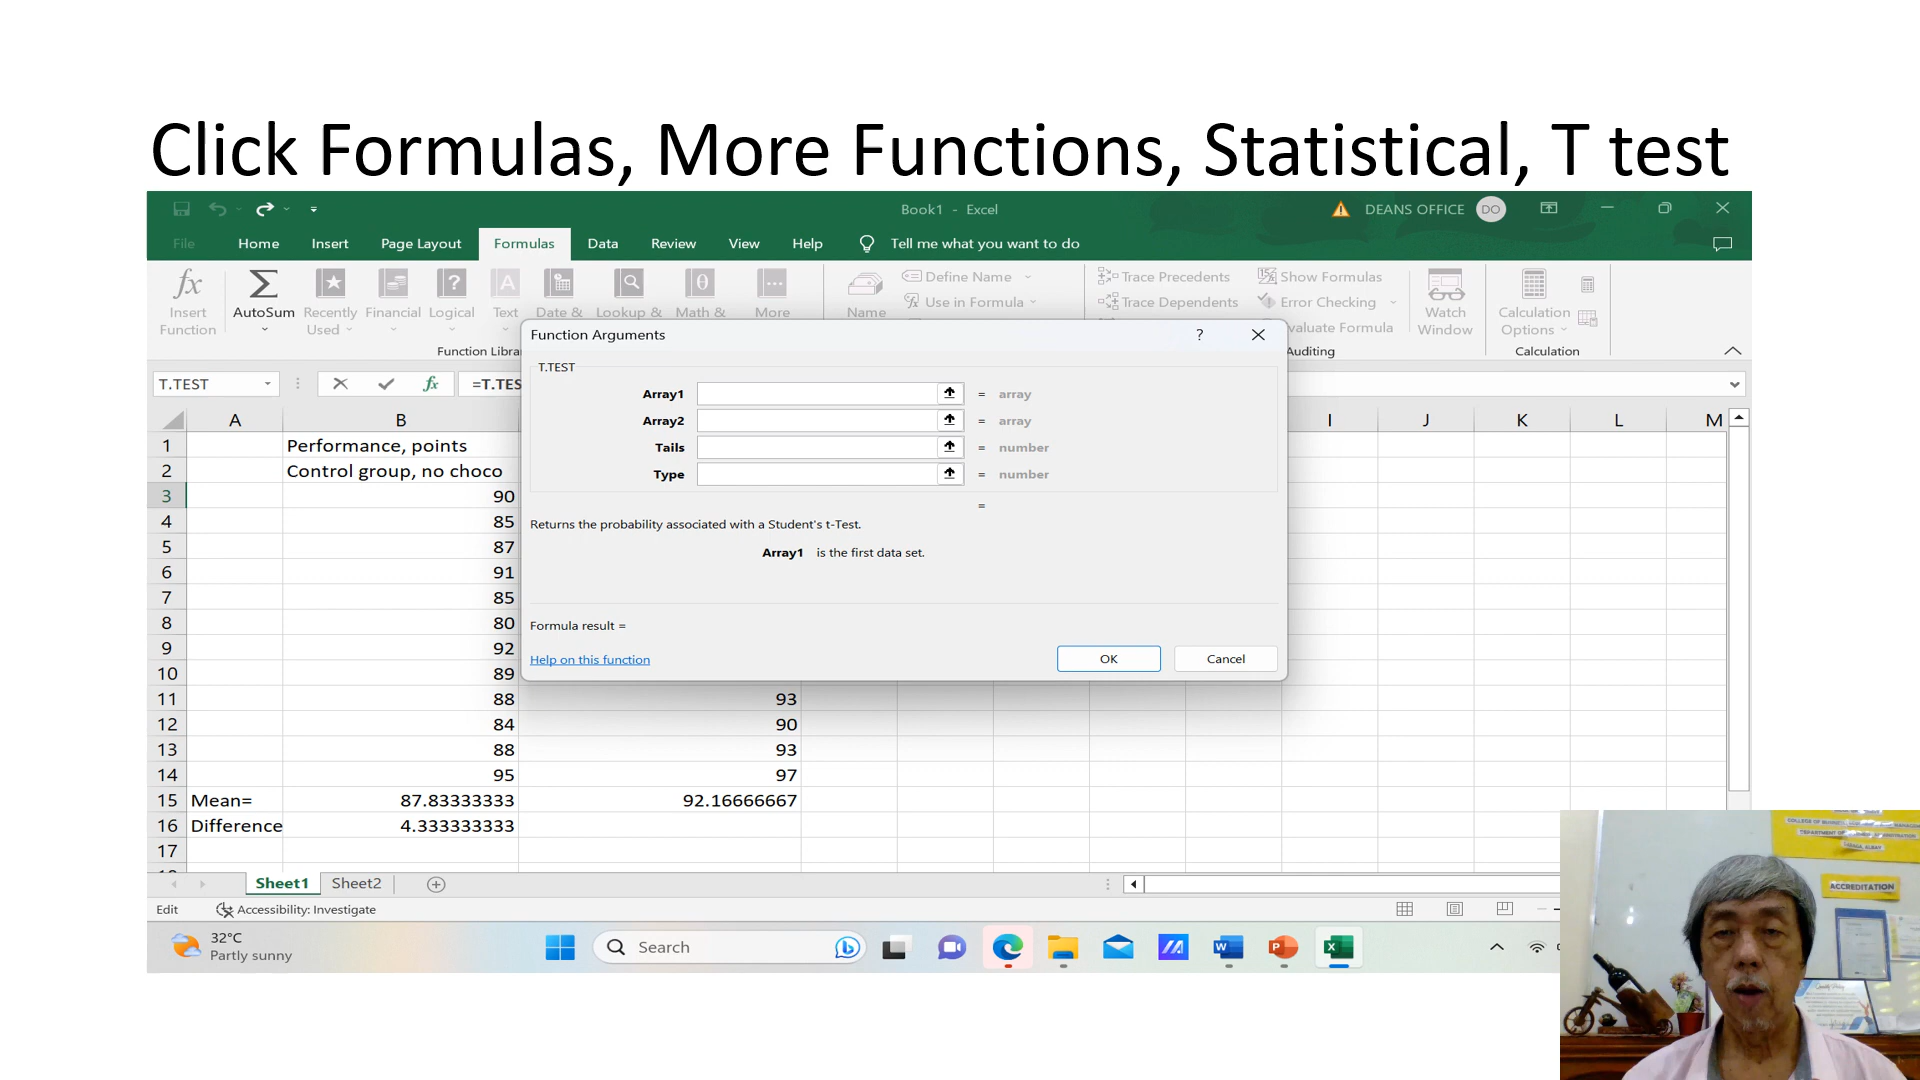 Click Formulas, More Functions, Statistical, T test
Book1 - Excel
DEANS OFFICE DO
File Home Insert Page Layout Formulas Data Review View Help Tell me what you want to do
fx Insert Function
AutoSum
Recently Used
Financial
Logical
Text
Date &
Lookup &
Math &
More
Name
Define Name
Use in Formula
Trace Precedents
Trace Dependents
Show Formulas
Error Checking
valuate Formula
Watch Window
Calculation Options
Function Libra
Auditing
Calculation
T.TEST fx =T.TES
Function Arguments ?
T.TEST
Array1 = array
Array2 = array
Tails = number
Type = number
=
Returns the probability associated with a Student's t-Test.
Array1 is the first data set.
Formula result =
Help on this function OK Cancel
A B I J K L M
1 Performance, points
2 Control group, no choco
3 90
4 85
5 87
6 91
7 85
8 80
9 92
10 89
11 88 93
12 84 90
13 88 93
14 95 97
15 Mean= 87.83333333 92.16666667
16 Difference 4.333333333
17
Sheet1 Sheet2
Edit Accessibility: Investigate
32°C
Partly sunny
Search
ACCREDITATION